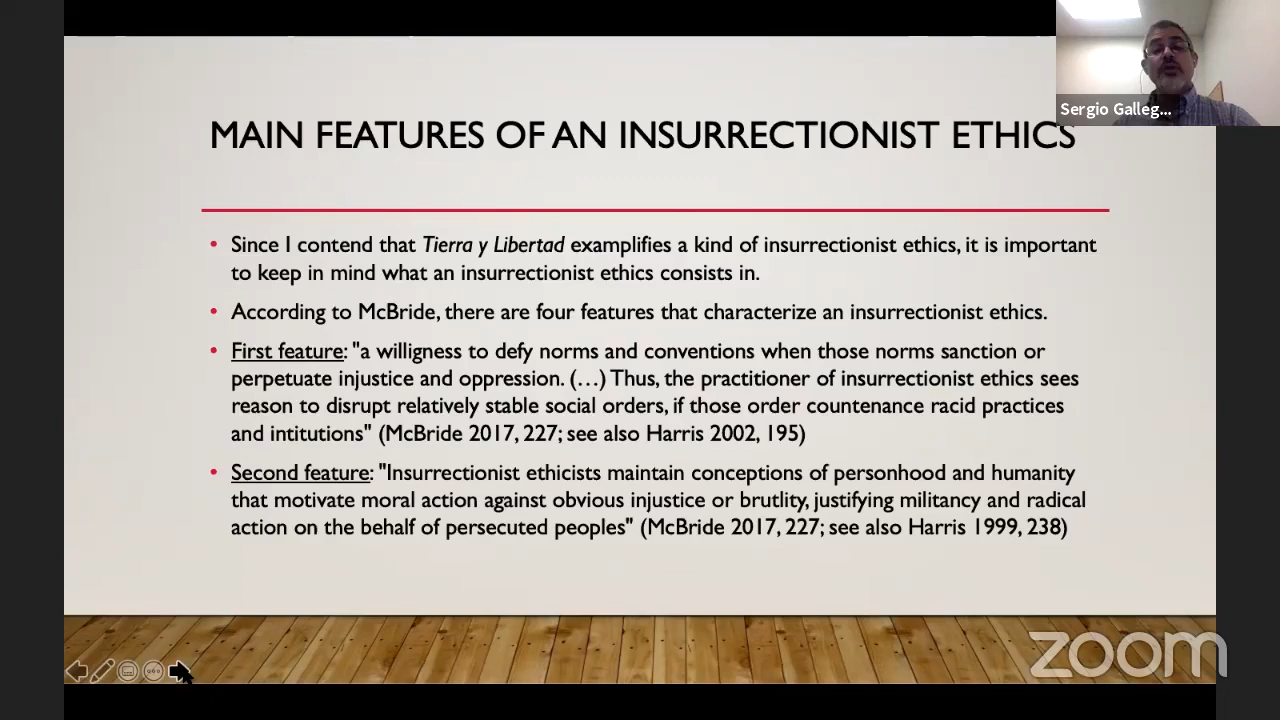 Sergio Galleg...
MAIN FEATURES OF AN INSURRECTIONIST ETHICS
• Since I contend that Tierra y Libertad examplifies a kind of insurrectionist ethics, it is important
to keep in mind what an insurrectionist ethics consists in.
• According to McBride, there are four features that characterize an insurrectionist ethics.
• First feature: "a willigness to defy norms and conventions when those norms sanction or
perpetuate injustice and oppression. (…) Thus, the practitioner of insurrectionist ethics sees
reason to disrupt relatively stable social orders, if those order countenance racid practices
and intitutions" (McBride 2017, 227; see also Harris 2002, 195)
• Second feature: "Insurrectionist ethicists maintain conceptions of personhood and humanity
that motivate moral action against obvious injustice or brutlity, justifying militancy and radical
action on the behalf of persecuted peoples" (McBride 2017, 227; see also Harris 1999, 238)
zoom